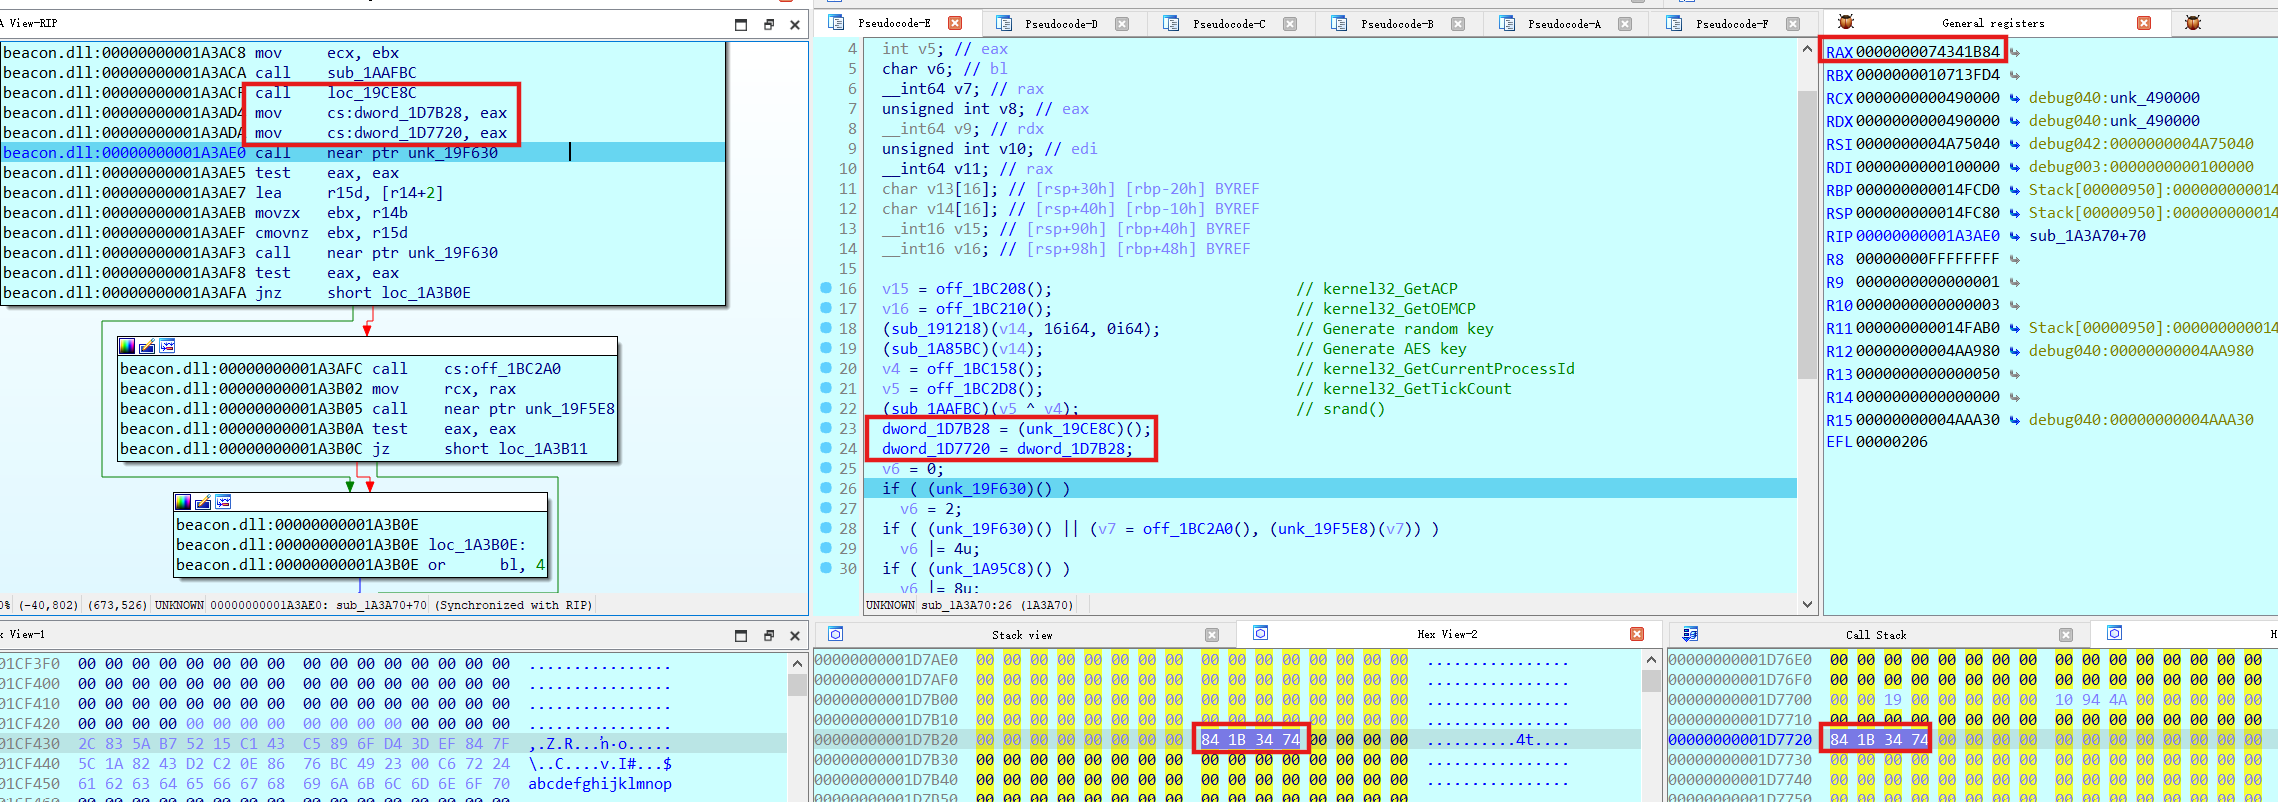 A View-RIP
beacon.dll:00000000001A3AC8 mov ecx, ebx
beacon.dll:00000000001A3ACA call sub_1AAFBC
beacon.dll:00000000001A3ACF call loc_19CE8C
beacon.dll:00000000001A3AD4 mov cs:dword_1D7B28, eax
beacon.dll:00000000001A3ADA mov cs:dword_1D7720, eax
beacon.dll:00000000001A3AE0 call near ptr unk_19F630
beacon.dll:00000000001A3AE5 test eax, eax
beacon.dll:00000000001A3AE7 lea r15d, [r14+2]
beacon.dll:00000000001A3AEB movzx ebx, r14b
beacon.dll:00000000001A3AEF cmovnz ebx, r15d
beacon.dll:00000000001A3AF3 call near ptr unk_19F630
beacon.dll:00000000001A3AF8 test eax, eax
beacon.dll:00000000001A3AFA jnz short loc_1A3B0E
beacon.dll:00000000001A3AFC call cs:off_1BC2A0
beacon.dll:00000000001A3B02 mov rcx, rax
beacon.dll:00000000001A3B05 call near ptr unk_19F5E8
beacon.dll:00000000001A3B0A test eax, eax
beacon.dll:00000000001A3B0C jz short loc_1A3B11
beacon.dll:00000000001A3B0E
beacon.dll:00000000001A3B0E loc_1A3B0E:
beacon.dll:00000000001A3B0E or bl, 4
0% (-40,802) (673,526) UNKNOWN 00000000001A3AE0: sub_1A3A70+70 (Synchronized with RIP)
Pseudocode-E Pseudocode-D Pseudocode-C Pseudocode-B Pseudocode-A Pseudocode-F
4 int v5; // eax
5 char v6; // bl
6 __int64 v7; // rax
7 unsigned int v8; // eax
8 __int64 v9; // rdx
9 unsigned int v10; // edi
10 __int64 v11; // rax
11 char v13[16]; // [rsp+30h] [rbp-20h] BYREF
12 char v14[16]; // [rsp+40h] [rbp-10h] BYREF
13 __int16 v15; // [rsp+90h] [rbp+40h] BYREF
14 __int16 v16; // [rsp+98h] [rbp+48h] BYREF
15
16 v15 = off_1BC208(); // kernel32_GetACP
17 v16 = off_1BC210(); // kernel32_GetOEMCP
18 (sub_191218)(v14, 16i64, 0i64); // Generate random key
19 (sub_1A85BC)(v14); // Generate AES key
20 v4 = off_1BC158(); // kernel32_GetCurrentProcessId
21 v5 = off_1BC2D8(); // kernel32_GetTickCount
22 (sub_1AAFBC)(v5 ^ v4); // srand()
23 dword_1D7B28 = (unk_19CE8C)();
24 dword_1D7720 = dword_1D7B28;
25 v6 = 0;
26 if ( (unk_19F630)() )
27 v6 = 2;
28 if ( (unk_19F630)() || (v7 = off_1BC2A0(), (unk_19F5E8)(v7)) )
29 v6 |= 4u;
30 if ( (unk_1A95C8)() )
v6 |= 8u;
UNKNOWN sub_1A3A70:26 (1A3A70)
General registers
RAX 0000000074341B84
RBX 0000000010713FD4
RCX 0000000000490000 debug040:unk_490000
RDX 0000000000490000 debug040:unk_490000
RSI 0000000004A75040 debug042:0000000004A75040
RDI 0000000000100000 debug003:0000000000100000
RBP 000000000014FCD0 Stack[00000950]:000000000014
RSP 000000000014FC80 Stack[00000950]:000000000014
RIP 00000000001A3AE0 sub_1A3A70+70
R8 00000000FFFFFFFF
R9 0000000000000001
R10 0000000000000003
R11 000000000014FAB0 Stack[00000950]:000000000014
R12 00000000004AA980 debug040:00000000004AA980
R13 0000000000000050
R14 0000000000000000
R15 00000000004AAA30 debug040:00000000004AAA30
EFL 00000206
x View-1
01CF3F0 00 00 00 00 00 00 00 00 00 00 00 00 00 00 00 00 ................
01CF400 00 00 00 00 00 00 00 00 00 00 00 00 00 00 00 00 ................
01CF410 00 00 00 00 00 00 00 00 00 00 00 00 00 00 00 00 ................
01CF420 00 00 00 00 00 00 00 00 00 00 00 00 00 00 00 00 ................
01CF430 2C 83 5A B7 52 15 C1 43 C5 89 6F D4 3D EF 84 7F
01CF440 5C 1A 82 43 D2 C2 0E 86 76 BC 49 23 00 C6 72 24 \..C....v.I#...$
01CF450 61 62 63 64 65 66 67 68 69 6A 6B 6C 6D 6E 6F 70 abcdefghijklmnop
Stack view Hex View-2
00000000001D7AE0 00 00 00 00 00 00 00 00 00 00 00 00 00 00 00 00 ................
00000000001D7AF0 00 00 00 00 00 00 00 00 00 00 00 00 00 00 00 00 ................
00000000001D7B00 00 00 00 00 00 00 00 00 00 00 00 00 00 00 00 00 ................
00000000001D7B10 00 00 00 00 00 00 00 00 00 00 00 00 00 00 00 00 ................
00000000001D7B20 00 00 00 00 00 00 00 00 84 1B 34 74 00 00 00 00 ..........4t....
00000000001D7B30 00 00 00 00 00 00 00 00 00 00 00 00 00 00 00 00 ................
00000000001D7B40 00 00 00 00 00 00 00 00 00 00 00 00 00 00 00 00 ................
00000000001D7B50 00 00 00 00 00 00 00 00 00 00 00 00 00 00 00 00 ................
Call Stack H
00000000001D76E0 00 00 00 00 00 00 00 00 00 00 00 00 00 00 00 00
00000000001D76F0 00 00 00 00 00 00 00 00 00 00 00 00 00 00 00 00
00000000001D7700 00 00 19 00 00 00 00 00 10 94 4A 00 00 00 00 00
00000000001D7710 00 00 00 00 00 00 00 00 00 00 00 00 00 00 00 00
00000000001D7720 84 1B 34 74 00 00 00 00 00 00 00 00 00 00 00 00
00000000001D7730 00 00 00 00 00 00 00 00 00 00 00 00 00 00 00 00
00000000001D7740 00 00 00 00 00 00 00 00 00 00 00 00 00 00 00 00
00000000001D7750 00 00 00 00 00 00 00 00 00 00 00 00 00 00 00 00